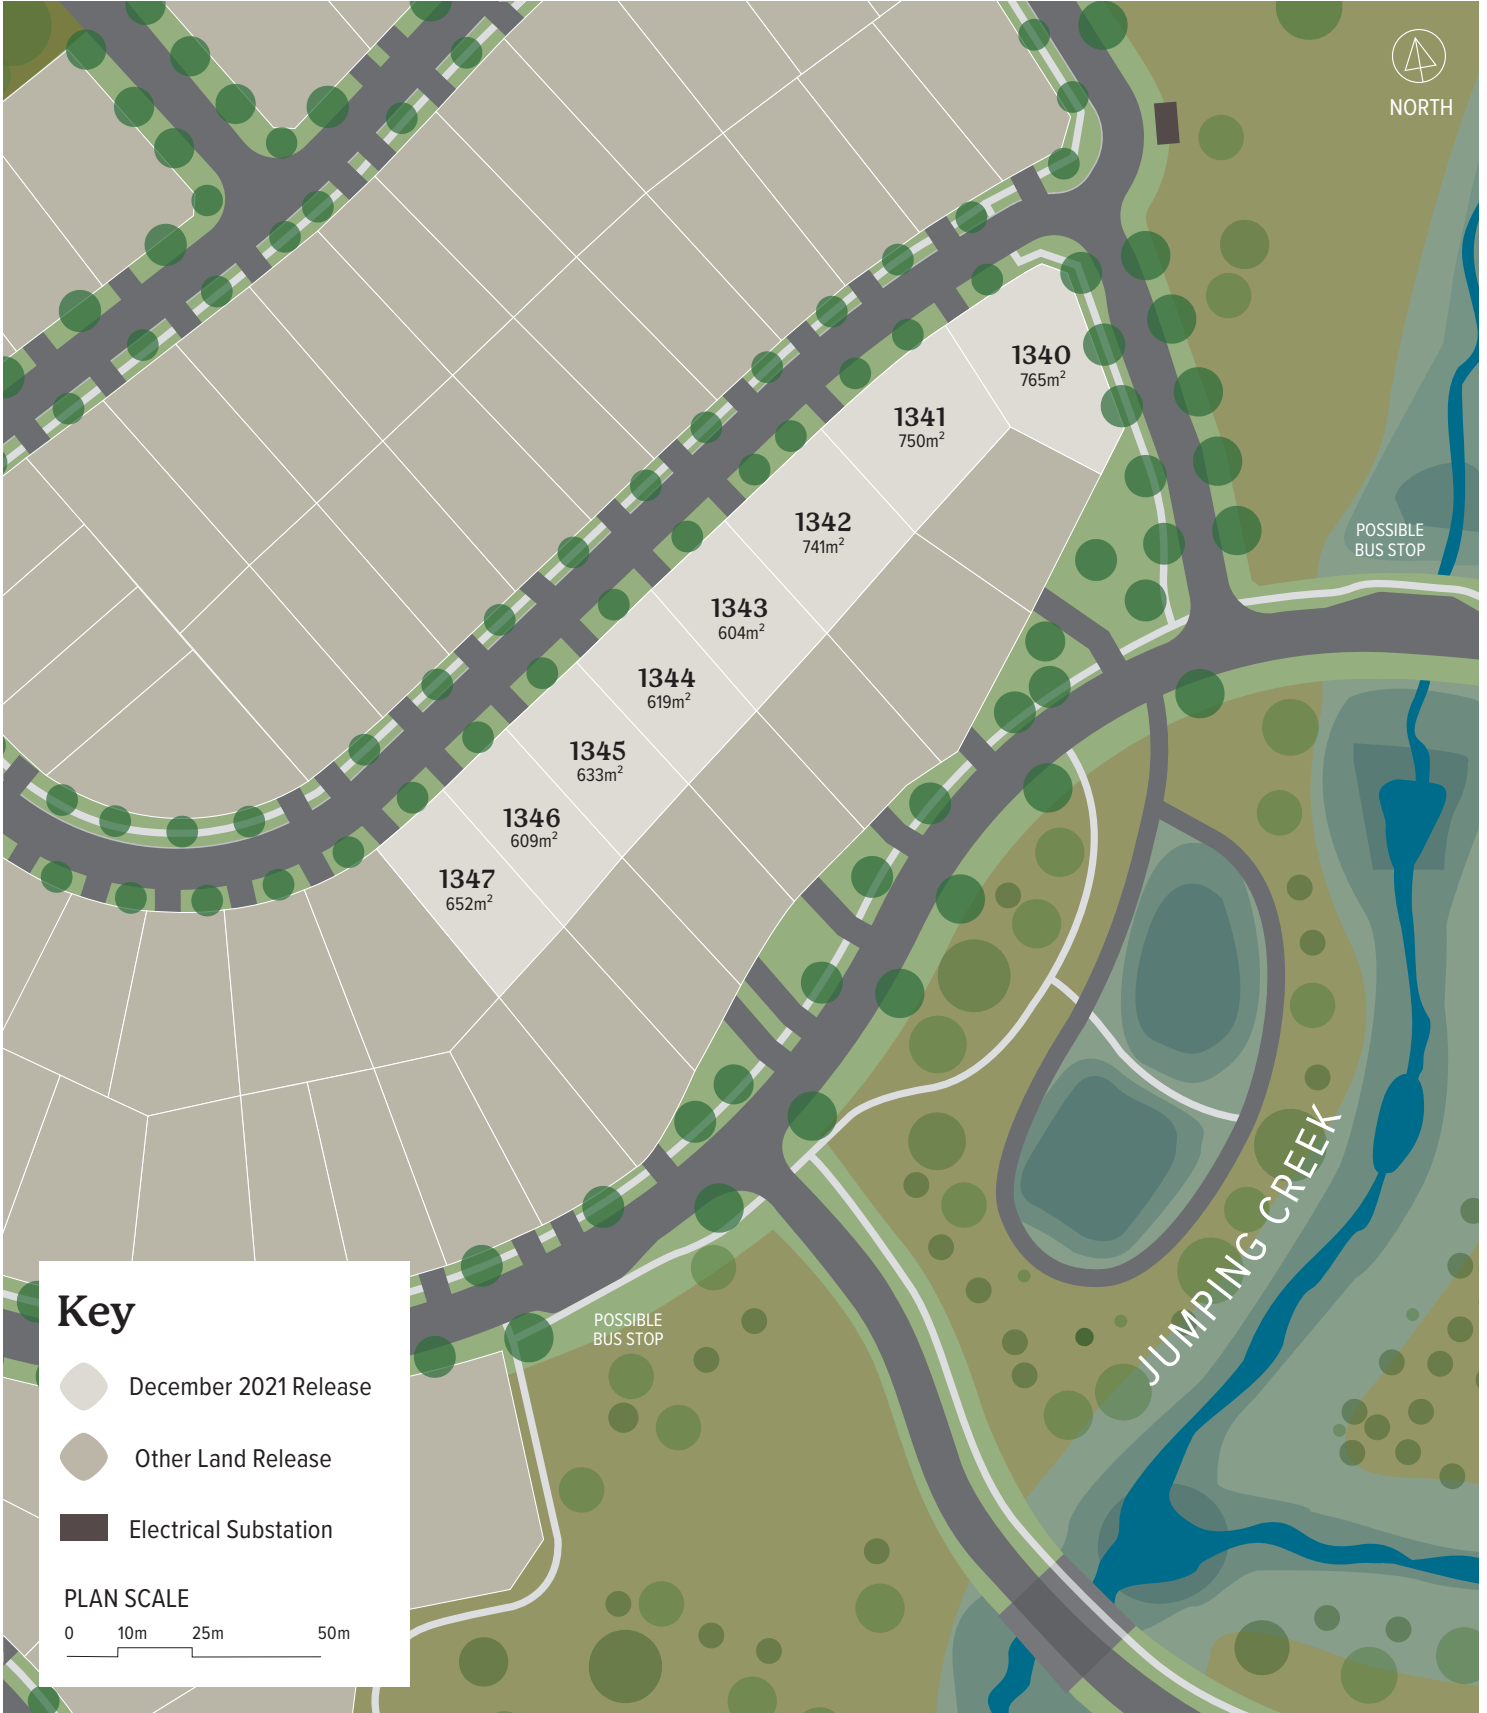 NORTH
1340
765m²
1341
750m²
1342
741m²
1343
604m²
1344
619m²
1345
633m²
1346
609m²
1347
652m²
POSSIBLE
BUS STOP
JUMPING CREEK
POSSIBLE
BUS STOP
Key
December 2021 Release
Other Land Release
Electrical Substation
PLAN SCALE
0 10m 25m 50m